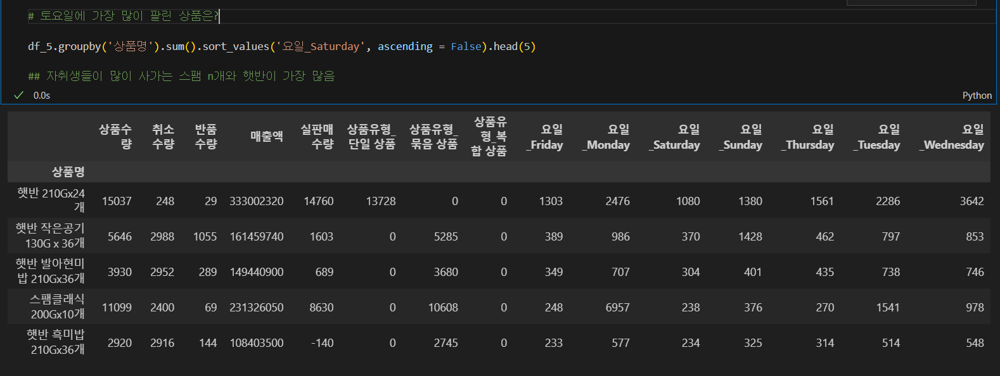 # 토요일에 가장 많이 팔린 상품은?
df_5.groupby('상품명').sum().sort_values('요일_Saturday', ascending = False).head(5)
## 자취생들이 많이 사가는 스팸 n개와 햇반이 가장 많음
0.0s
Python
상품수량 취소수량 반품수량 매출액 실판매수량 상품유형_단일 상품 상품유형_묶음 상품 상품유형_복합 상품 요일_Friday 요일_Monday 요일_Saturday 요일_Sunday 요일_Thursday 요일_Tuesday 요일_Wednesday
상품명
햇반 210Gx24개 15037 248 29 333002320 14760 13728 0 0 1303 2476 1080 1380 1561 2286 3642
햇반 작은공기 130G x 36개 5646 2988 1055 161459740 1603 0 5285 0 389 986 370 1428 462 797 853
햇반 발아현미밥 210Gx36개 3930 2952 289 149440900 689 0 3680 0 349 707 304 401 435 738 746
스팸클래식 200Gx10개 11099 2400 69 231326050 8630 0 10608 0 248 6957 238 376 270 1541 978
햇반 흑미밥 210Gx36개 2920 2916 144 108403500 -140 0 2745 0 233 577 234 325 314 514 548